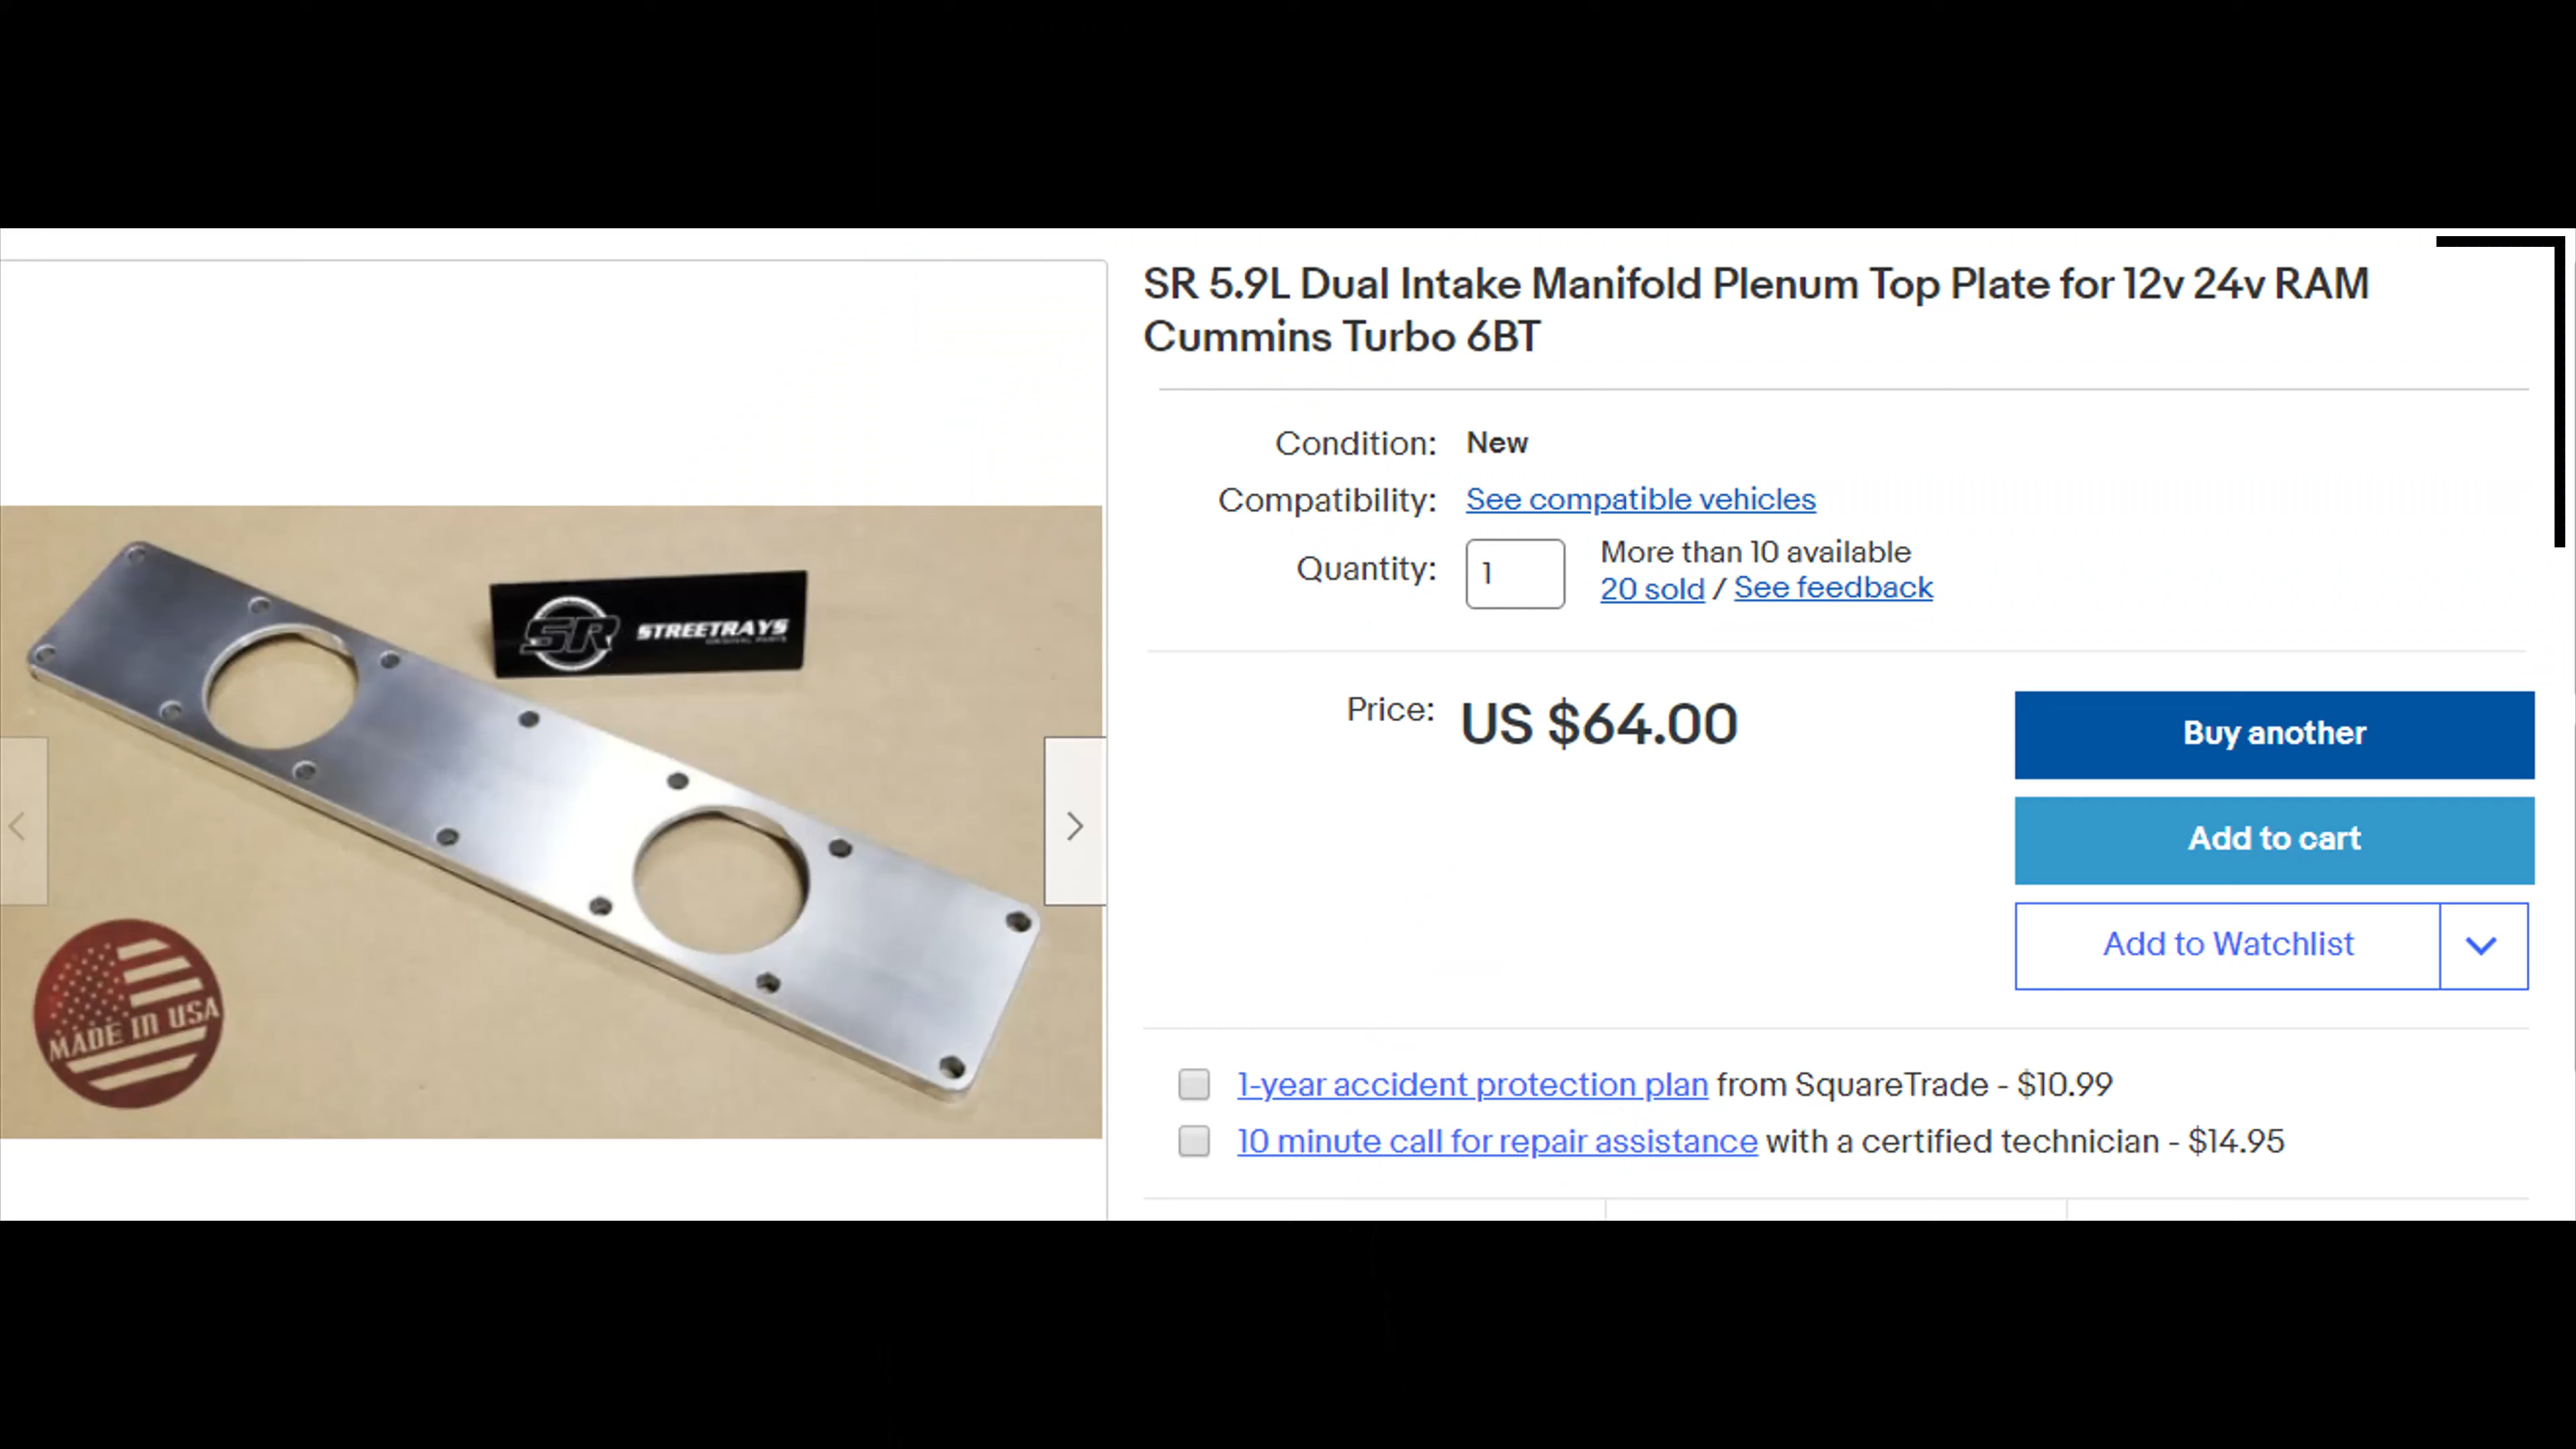 SR 5.9L Dual Intake Manifold Plenum Top Plate for 12v 24v RAM
Cummins Turbo 6BT
Condition: New
Compatibility: See compatible vehicles
Quantity: 1 More than 10 available
20 sold / See feedback
Price: US $64.00
Buy another
Add to cart
Add to Watchlist
1-year accident protection plan from SquareTrade - $10.99
10 minute call for repair assistance with a certified technician - $14.95
SR STREETRAYS
ORIGINAL PARTS
MADE IN USA